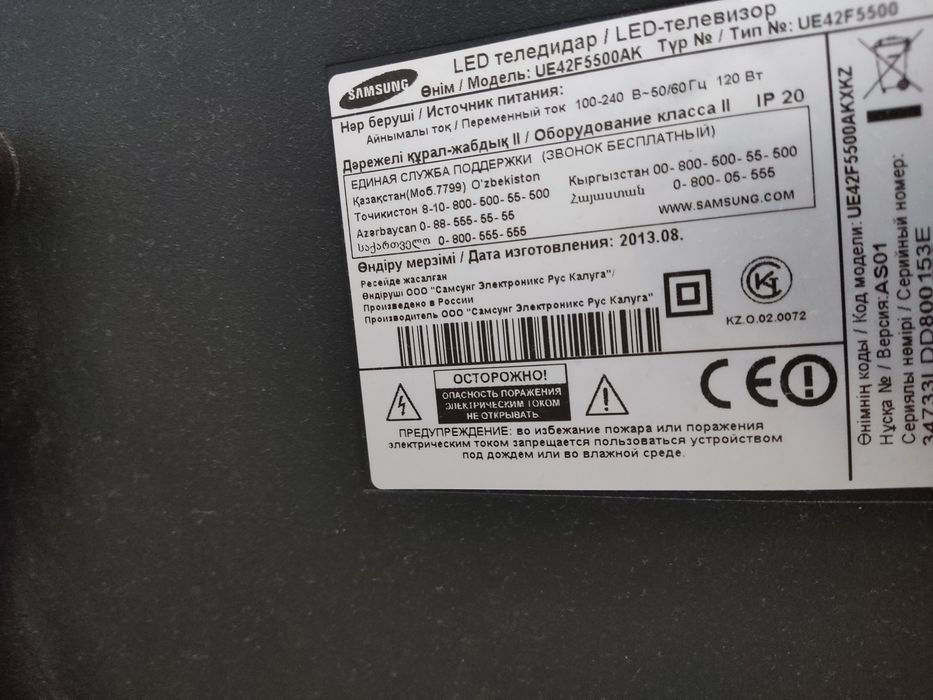 SAMSUNG
LED теледидар / LED-телевизор
Өнім / Модель: UE42F5500AK Түр № / Тип №: UE42F5500
Нәр беруші / Источник питания:
Айнымалы ток / Переменный ток 100-240 В~50/60Гц 120 Вт
Дәрежелі құрал-жабдық II / Оборудование класса II IP 20
ЕДИНАЯ СЛУЖБА ПОДДЕРЖКИ (ЗВОНОК БЕСПЛАТНЫЙ)
Қазақстан(Моб.7799) O'zbekiston
Точикистон 8-10-800-500-55-500
Azərbaycan 0-88-555-55-55
საქართველო 0-800-555-555
Кыргызстан 00-800-500-55-500
Հայաստան 0-800-05-555
WWW.SAMSUNG.COM
Өндіру мерзімі / Дата изготовления: 2013.08.
Ресейде жасалған
Өндіруші ООО "Самсунг Электроникс Рус Калуга"/
Произведено в России
Производитель ООО "Самсунг Электроникс Рус Калуга"
KZ.O.02.0072
ОСТОРОЖНО!
ОПАСНОСТЬ ПОРАЖЕНИЯ
ЭЛЕКТРИЧЕСКИМ ТОКОМ
НЕ ОТКРЫВАТЬ.
CE
ПРЕДУПРЕЖДЕНИЕ: во избежание пожара или поражения
электрическим током запрещается пользоваться устройством
под дождем или во влажной среде.
Өнімнің коды / Код модели: UE42F5500AKXKZ
Нұсқа № / Версия: AS01
Сериялы нөмірі / Серийный номер: